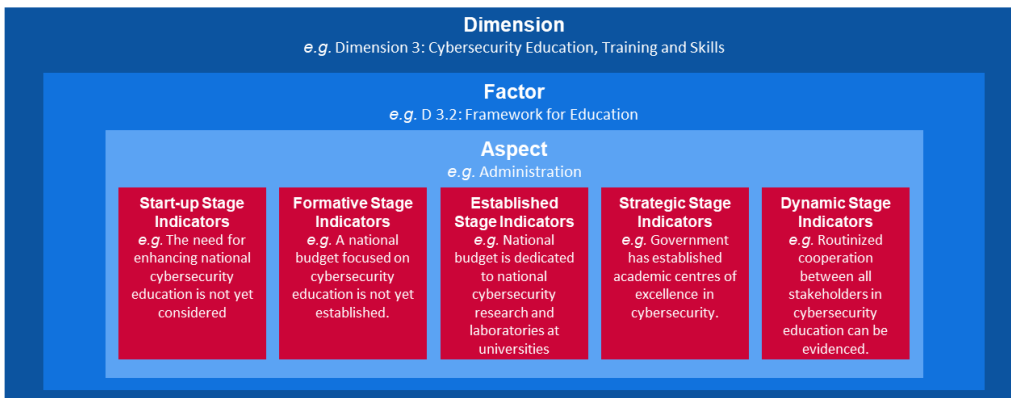 Dimension
e.g. Dimension 3: Cybersecurity Education, Training and Skills
Factor
e.g. D 3.2: Framework for Education
Aspect
e.g. Administration
Start-up Stage
Indicators
e.g. The need for
enhancing national
cybersecurity
education is not yet
considered
Formative Stage
Indicators
e.g. A national
budget focused on
cybersecurity
education is not yet
established.
Established
Stage Indicators
e.g. National
budget is dedicated
to national
cybersecurity
research and
laboratories at
universities
Strategic Stage
Indicators
e.g. Government
has established
academic centres of
excellence in
cybersecurity.
Dynamic Stage
Indicators
e.g. Routinized
cooperation
between all
stakeholders in
cybersecurity
education can be
evidenced.